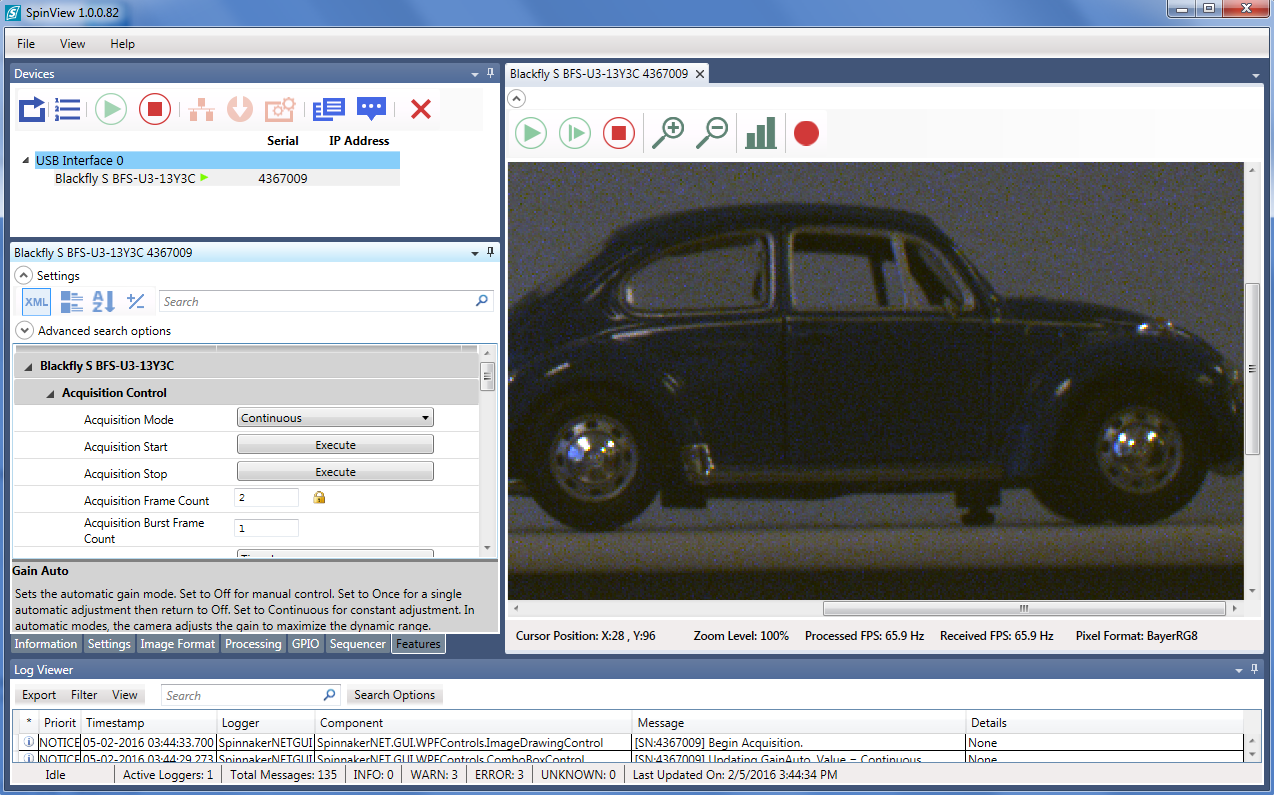 SpinView 1.0.0.82
File View Help
Devices
Serial IP Address
USB Interface 0
Blackfly S BFS-U3-13Y3C 4367009
Blackfly S BFS-U3-13Y3C 4367009
Settings
XML A Z Search
Advanced search options
Blackfly S BFS-U3-13Y3C
Acquisition Control
Acquisition Mode Continuous
Acquisition Start Execute
Acquisition Stop Execute
Acquisition Frame Count 2
Acquisition Burst Frame
Count 1
Gain Auto
Sets the automatic gain mode. Set to Off for manual control. Set to Once for a single
automatic adjustment then return to Off. Set to Continuous for constant adjustment. In
automatic modes, the camera adjusts the gain to maximize the dynamic range.
Information Settings Image Format Processing GPIO Sequencer Features
Blackfly S BFS-U3-13Y3C 4367009
Cursor Position: X:28 , Y:96 Zoom Level: 100% Processed FPS: 65.9 Hz Received FPS: 65.9 Hz Pixel Format: BayerRG8
Log Viewer
Export Filter View Search Search Options
* Priorit Timestamp Logger Component Message Details
NOTICE 05-02-2016 03:44:33.700 SpinnakerNETGUI SpinnakerNET.GUI.WPFControls.ImageDrawingControl [SN:4367009] Begin Acquisition. None
NOTICE 05-02-2016 03:44:29.273 SpinnakerNETGUI SpinnakerNET.GUI.WPFControls.ComboBoxControl [SN:4367009] Updating GainAuto. Value = Continuous None
Idle Active Loggers: 1 Total Messages: 135 INFO: 0 WARN: 3 ERROR: 3 UNKNOWN: 0 Last Updated On: 2/5/2016 3:44:34 PM